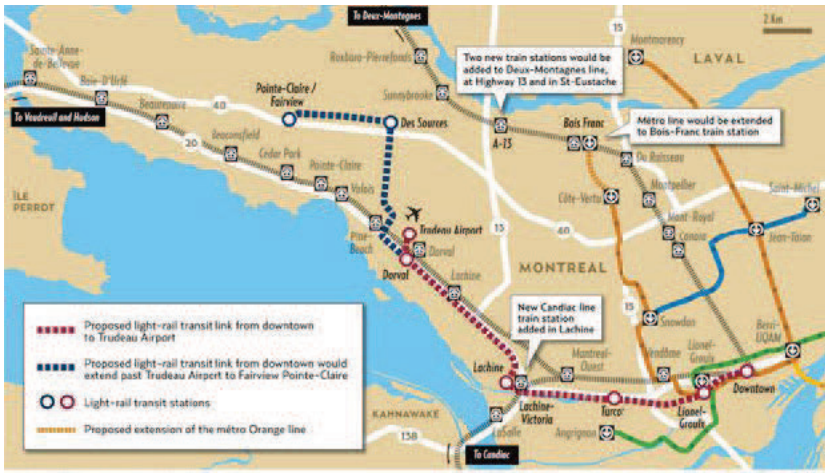 To Deux-Montagnes
15
2 Km
Sainte-Anne-
de-Bellevue
Roxboro-Pierrefonds
Two new train stations would be
added to Deux-Montagnes line,
at Highway 13 and in St-Eustache
Montmorency
LAVAL
Baie-D'Urfé
Pointe-Claire /
Fairview
Sunnybrooke
To Vaudreuil and Hudson
Beaurepaire
40
Des Sources
A-13
Bois Franc
Métro line would be extended
to Bois-Franc train station
20
Beaconsfield
Du Ruisseau
Cedar Park
Pointe-Claire
Montpellier
Saint-Michel
ÎLE
PERROT
Valois
Côte-Vertu
Mont-Royal
Pine-
Beach
Trudeau Airport
15
40
Canora
Jean-Talon
Dorval
Dorval
MONTREAL
Lachine
New Candiac line
train station
added in Lachine
15
Snowdon
Berri-
UQAM
Proposed light-rail transit link from downtown
to Trudeau Airport
Montreal-
Ouest
Vendôme
Lionel-
Groulx
Proposed light-rail transit link from downtown would
extend past Trudeau Airport to Fairview Pointe-Claire
Lachine
Downtown
Light-rail transit stations
Lachine-
Victoria
Turcot
Lionel-
Groulx
KAHNAWAKE
LaSalle
Angrignon
Proposed extension of the métro Orange line
138
To Candiac